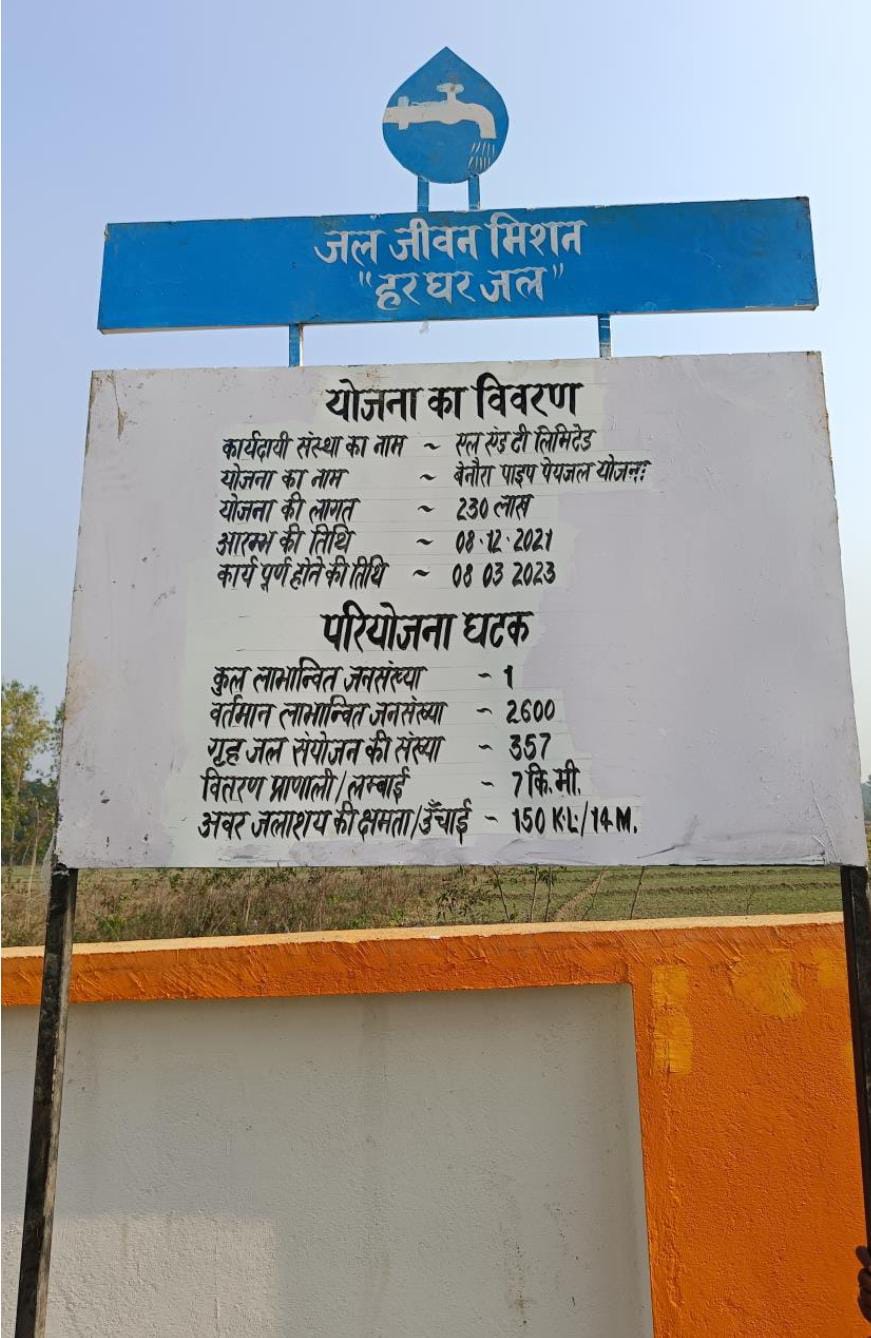 जल जीवन मिशन
"हर घर जल"
योजना का विवरण
कार्यदायी संस्था का नाम ~ एल एंड टी लिमिटेड
योजना का नाम ~ बेनौरा पाइप पेयजल योजना
योजना की लागत ~ 230 लाख
आरम्भ की तिथि ~ 08·12·2021
कार्य पूर्ण होने की तिथि ~ 08 03 2023
परियोजना घटक
कुल लाभान्वित जनसंख्या ~ 1
वर्तमान लाभान्वित जनसंख्या ~ 2600
गृह जल संयोजन की संख्या ~ 357
वितरण प्राणाली/लम्बाई ~ 7 कि.मी.
अवर जलाशय की क्षमता/उँचाई ~ 150 K·L·/14 M.